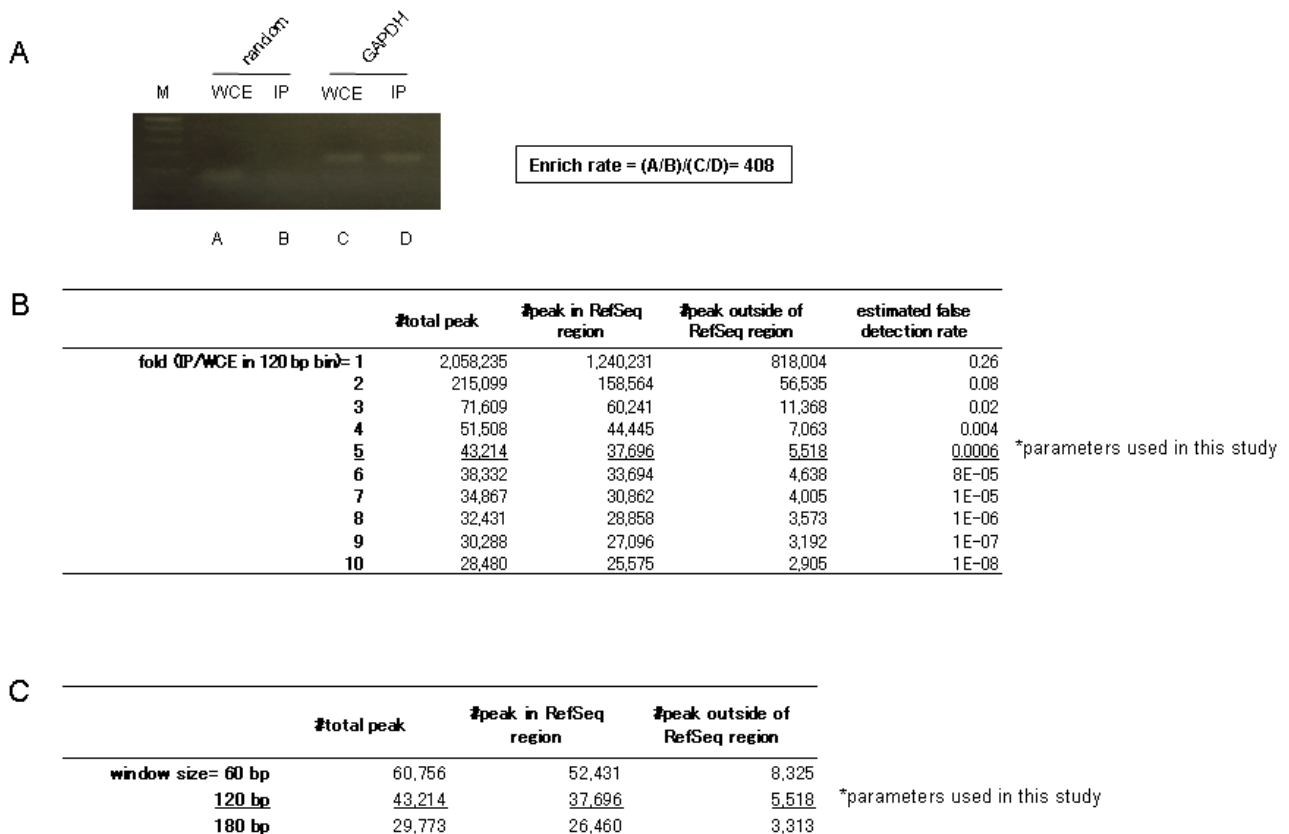 A
random GAPDH
M WCE IP WCE IP
Enrich rate = (A/B)/(C/D)= 408
A B C D
B
#total peak #peak in RefSeq region #peak outside of RefSeq region estimated false detection rate
fold (IP/WCE in 120 bp bin)= 1 2,058,235 1,240,231 818,004 0.26
2 215,099 158,564 56,535 0.08
3 71,609 60,241 11,368 0.02
4 51,508 44,445 7,063 0.004
5 43,214 37,696 5,518 0.0006 *parameters used in this study
6 38,332 33,694 4,638 8E-05
7 34,867 30,862 4,005 1E-05
8 32,431 28,858 3,573 1E-06
9 30,288 27,096 3,192 1E-07
10 28,480 25,575 2,905 1E-08
C
#total peak #peak in RefSeq region #peak outside of RefSeq region
window size= 60 bp 60,756 52,431 8,325
120 bp 43,214 37,696 5,518 *parameters used in this study
180 bp 29,773 26,460 3,313